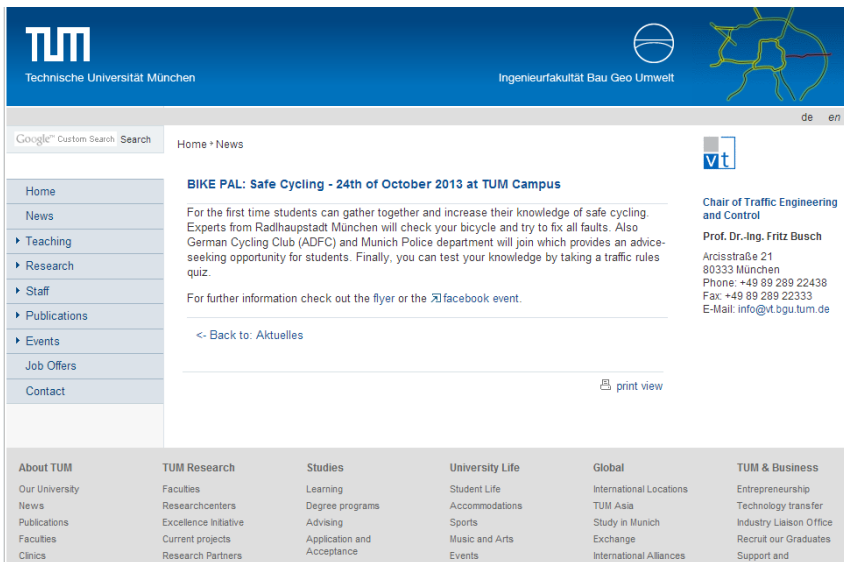 TUM
Technische Universität München
Ingenieurfakultät Bau Geo Umwelt
de en
Google™ Custom Search Search
Home
News
Teaching
Research
Staff
Publications
Events
Job Offers
Contact
Home News
BIKE PAL: Safe Cycling - 24th of October 2013 at TUM Campus
For the first time students can gather together and increase their knowledge of safe cycling.
Experts from Radlhaupstadt München will check your bicycle and try to fix all faults. Also
German Cycling Club (ADFC) and Munich Police department will join which provides an advice-
seeking opportunity for students. Finally, you can test your knowledge by taking a traffic rules
quiz.
For further information check out the flyer or the facebook event.
<- Back to: Aktuelles
print view
vt
Chair of Traffic Engineering
and Control
Prof. Dr.-Ing. Fritz Busch
Arcisstraße 21
80333 München
Phone: +49 89 289 22438
Fax: +49 89 289 22333
E-Mail: info@vt.bgu.tum.de
About TUM
Our University
News
Publications
Faculties
Clinics
TUM Research
Faculties
Researchcenters
Excellence Initiative
Current projects
Research Partners
Studies
Learning
Degree programs
Advising
Application and
Acceptance
University Life
Student Life
Accommodations
Sports
Music and Arts
Events
Global
International Locations
TUM Asia
Study in Munich
Exchange
International Alliances
TUM & Business
Entrepreneurship
Technology transfer
Industry Liaison Office
Recruit our Graduates
Support and